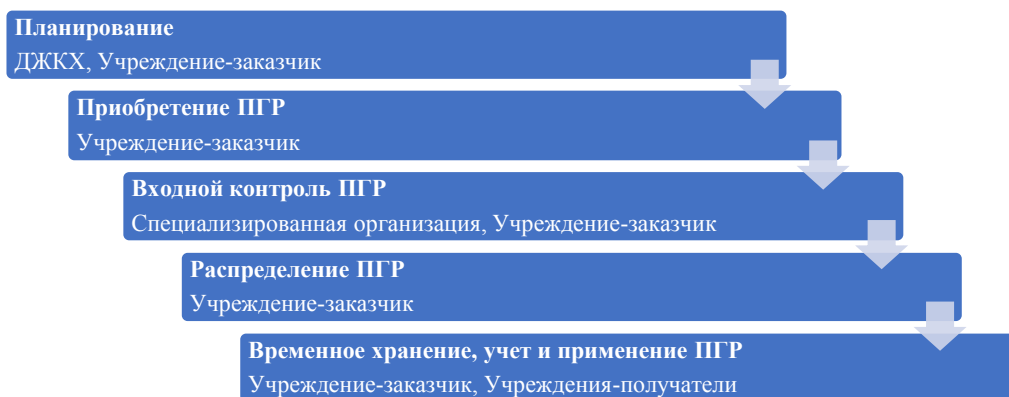 Планирование
ДЖКХ, Учреждение-заказчик
Приобретение ПГР
Учреждение-заказчик
Входной контроль ПГР
Специализированная организация, Учреждение-заказчик
Распределение ПГР
Учреждение-заказчик
Временное хранение, учет и применение ПГР
Учреждение-заказчик, Учреждения-получатели